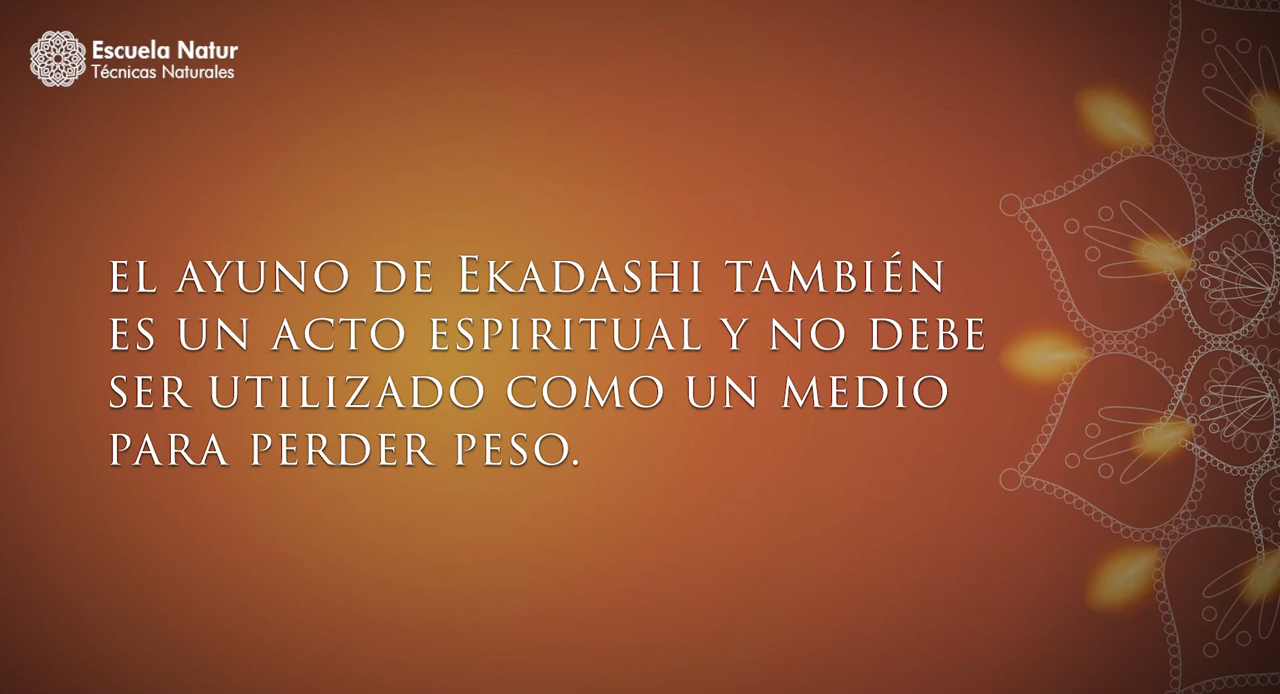 Escuela Natur
Técnicas Naturales
el ayuno de Ekadashi también
es un acto espiritual y no debe
ser utilizado como un medio
para perder peso.